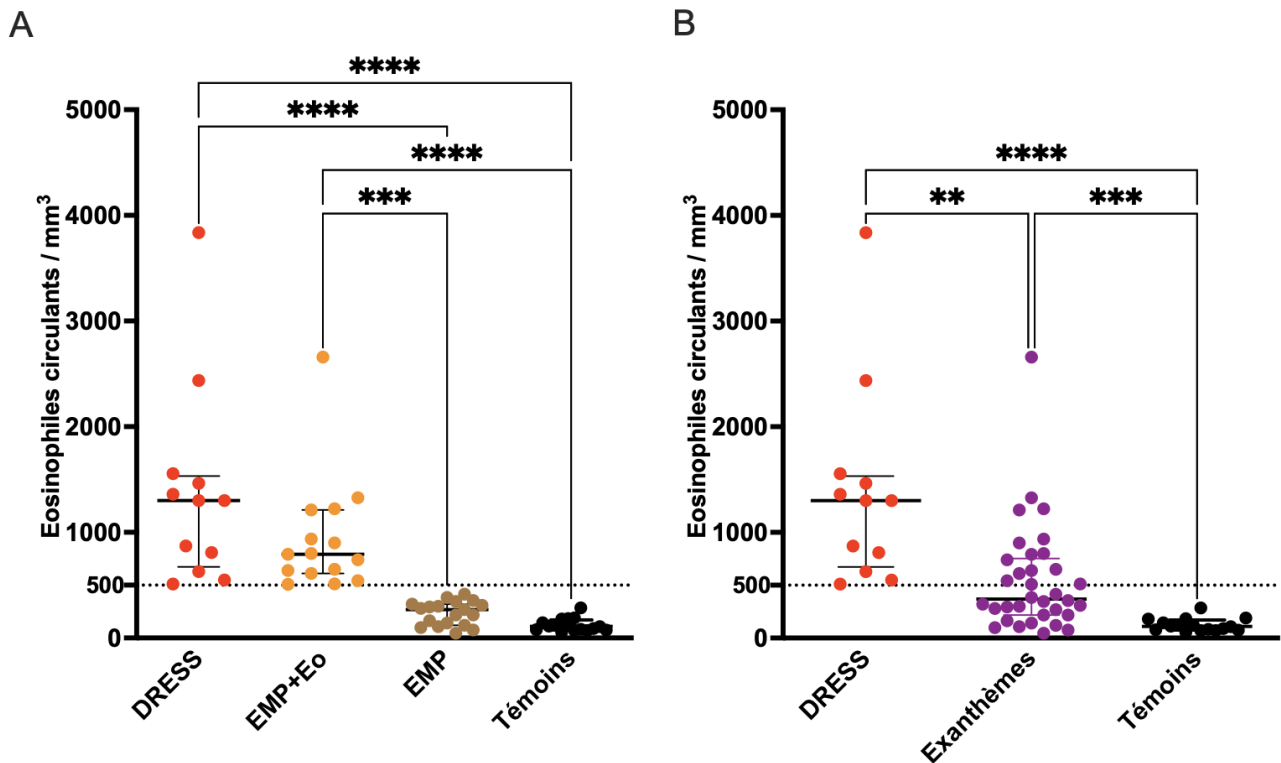 A
B
****
****
****
***
Eosinophiles circulants / mm³
5000
4000
3000
2000
1000
500
0
DRESS
EMP+Eo
EMP
Témoins
****
**
***
Eosinophiles circulants / mm³
5000
4000
3000
2000
1000
500
0
DRESS
Exanthèmes
Témoins